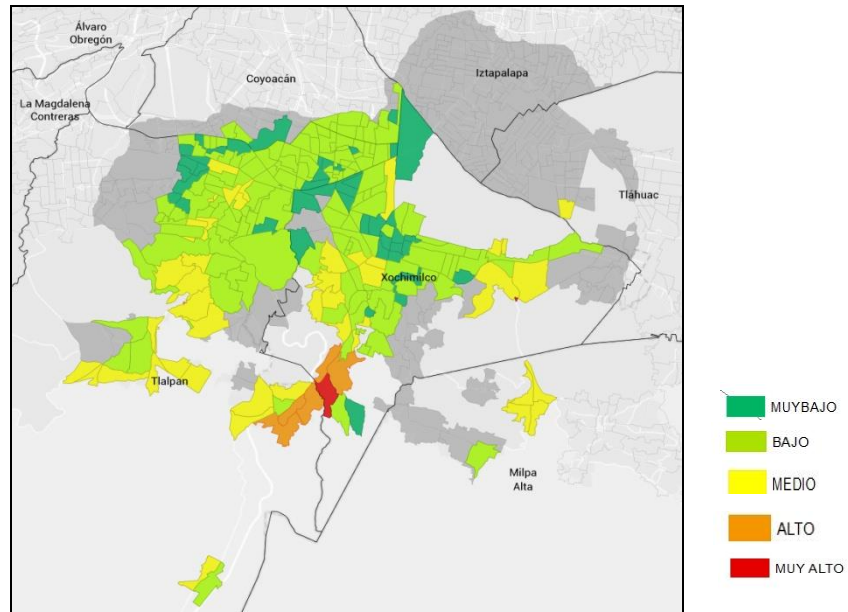 Álvaro
Obregón
Coyoacán
Iztapalapa
La Magdalena
Contreras
Tláhuac
Xochimilco
Tlalpan
Milpa
Alta
MUYBAJO
BAJO
MEDIO
ALTO
MUY ALTO